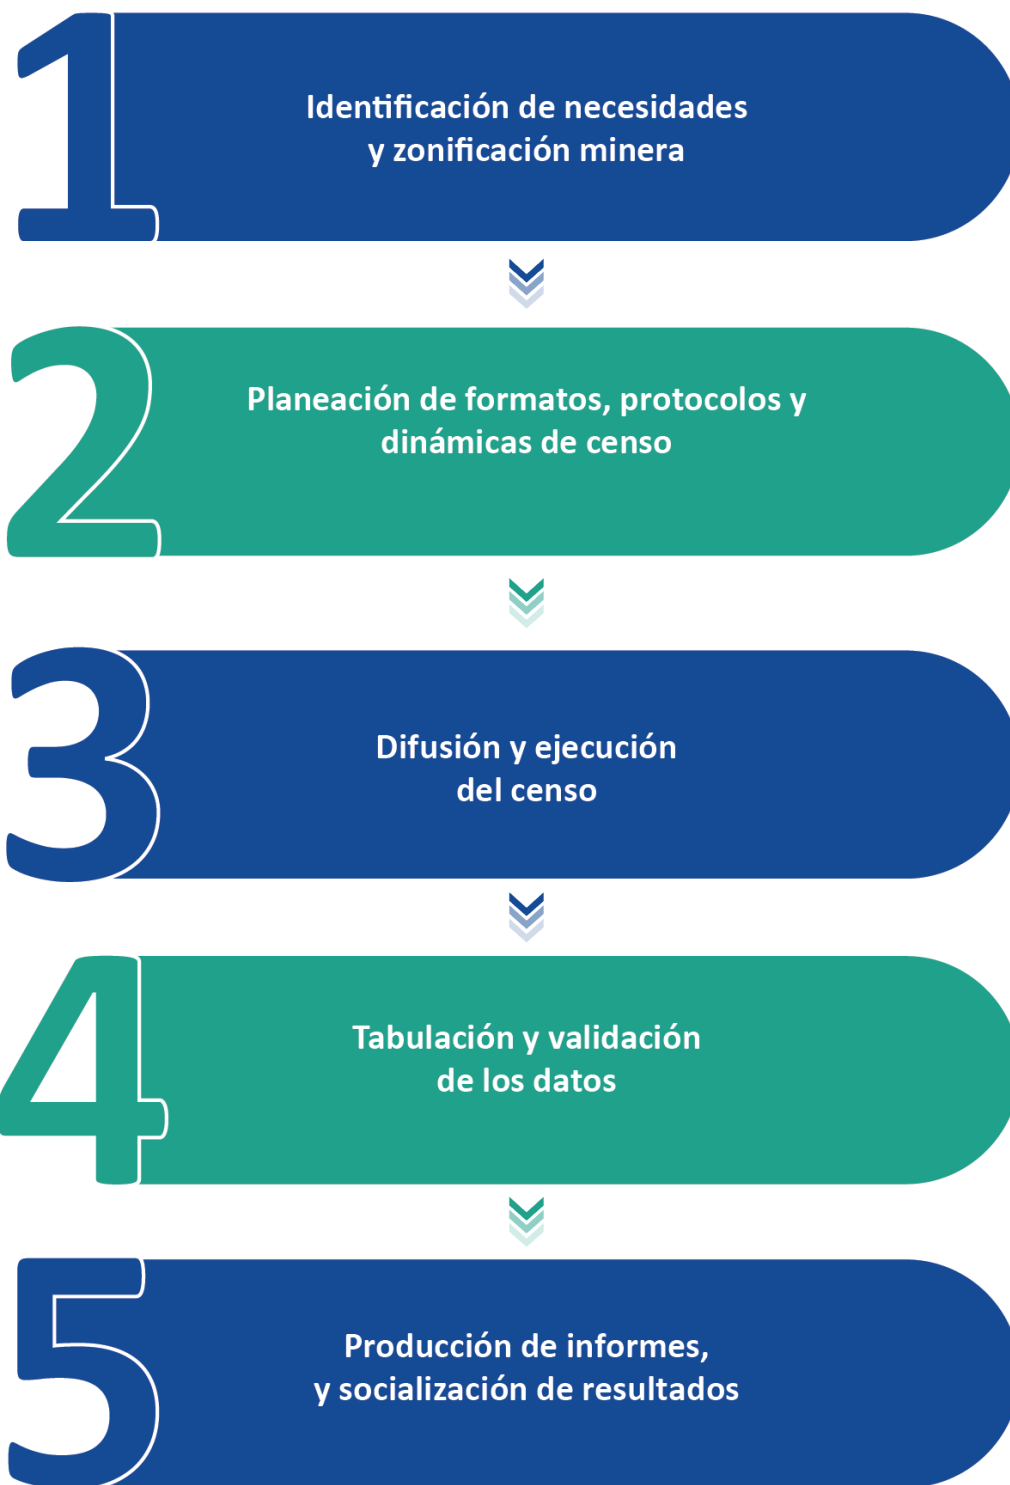 1
Identificación de necesidades
y zonificación minera
2
Planeación de formatos, protocolos y
dinámicas de censo
3
Difusión y ejecución
del censo
4
Tabulación y validación
de los datos
5
Producción de informes,
y socialización de resultados